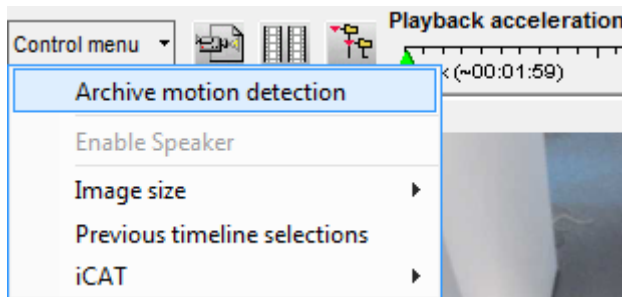 Playback acceleration
Control menu
(~00:01:59)
Archive motion detection
Enable Speaker
Image size
Previous timeline selections
iCAT